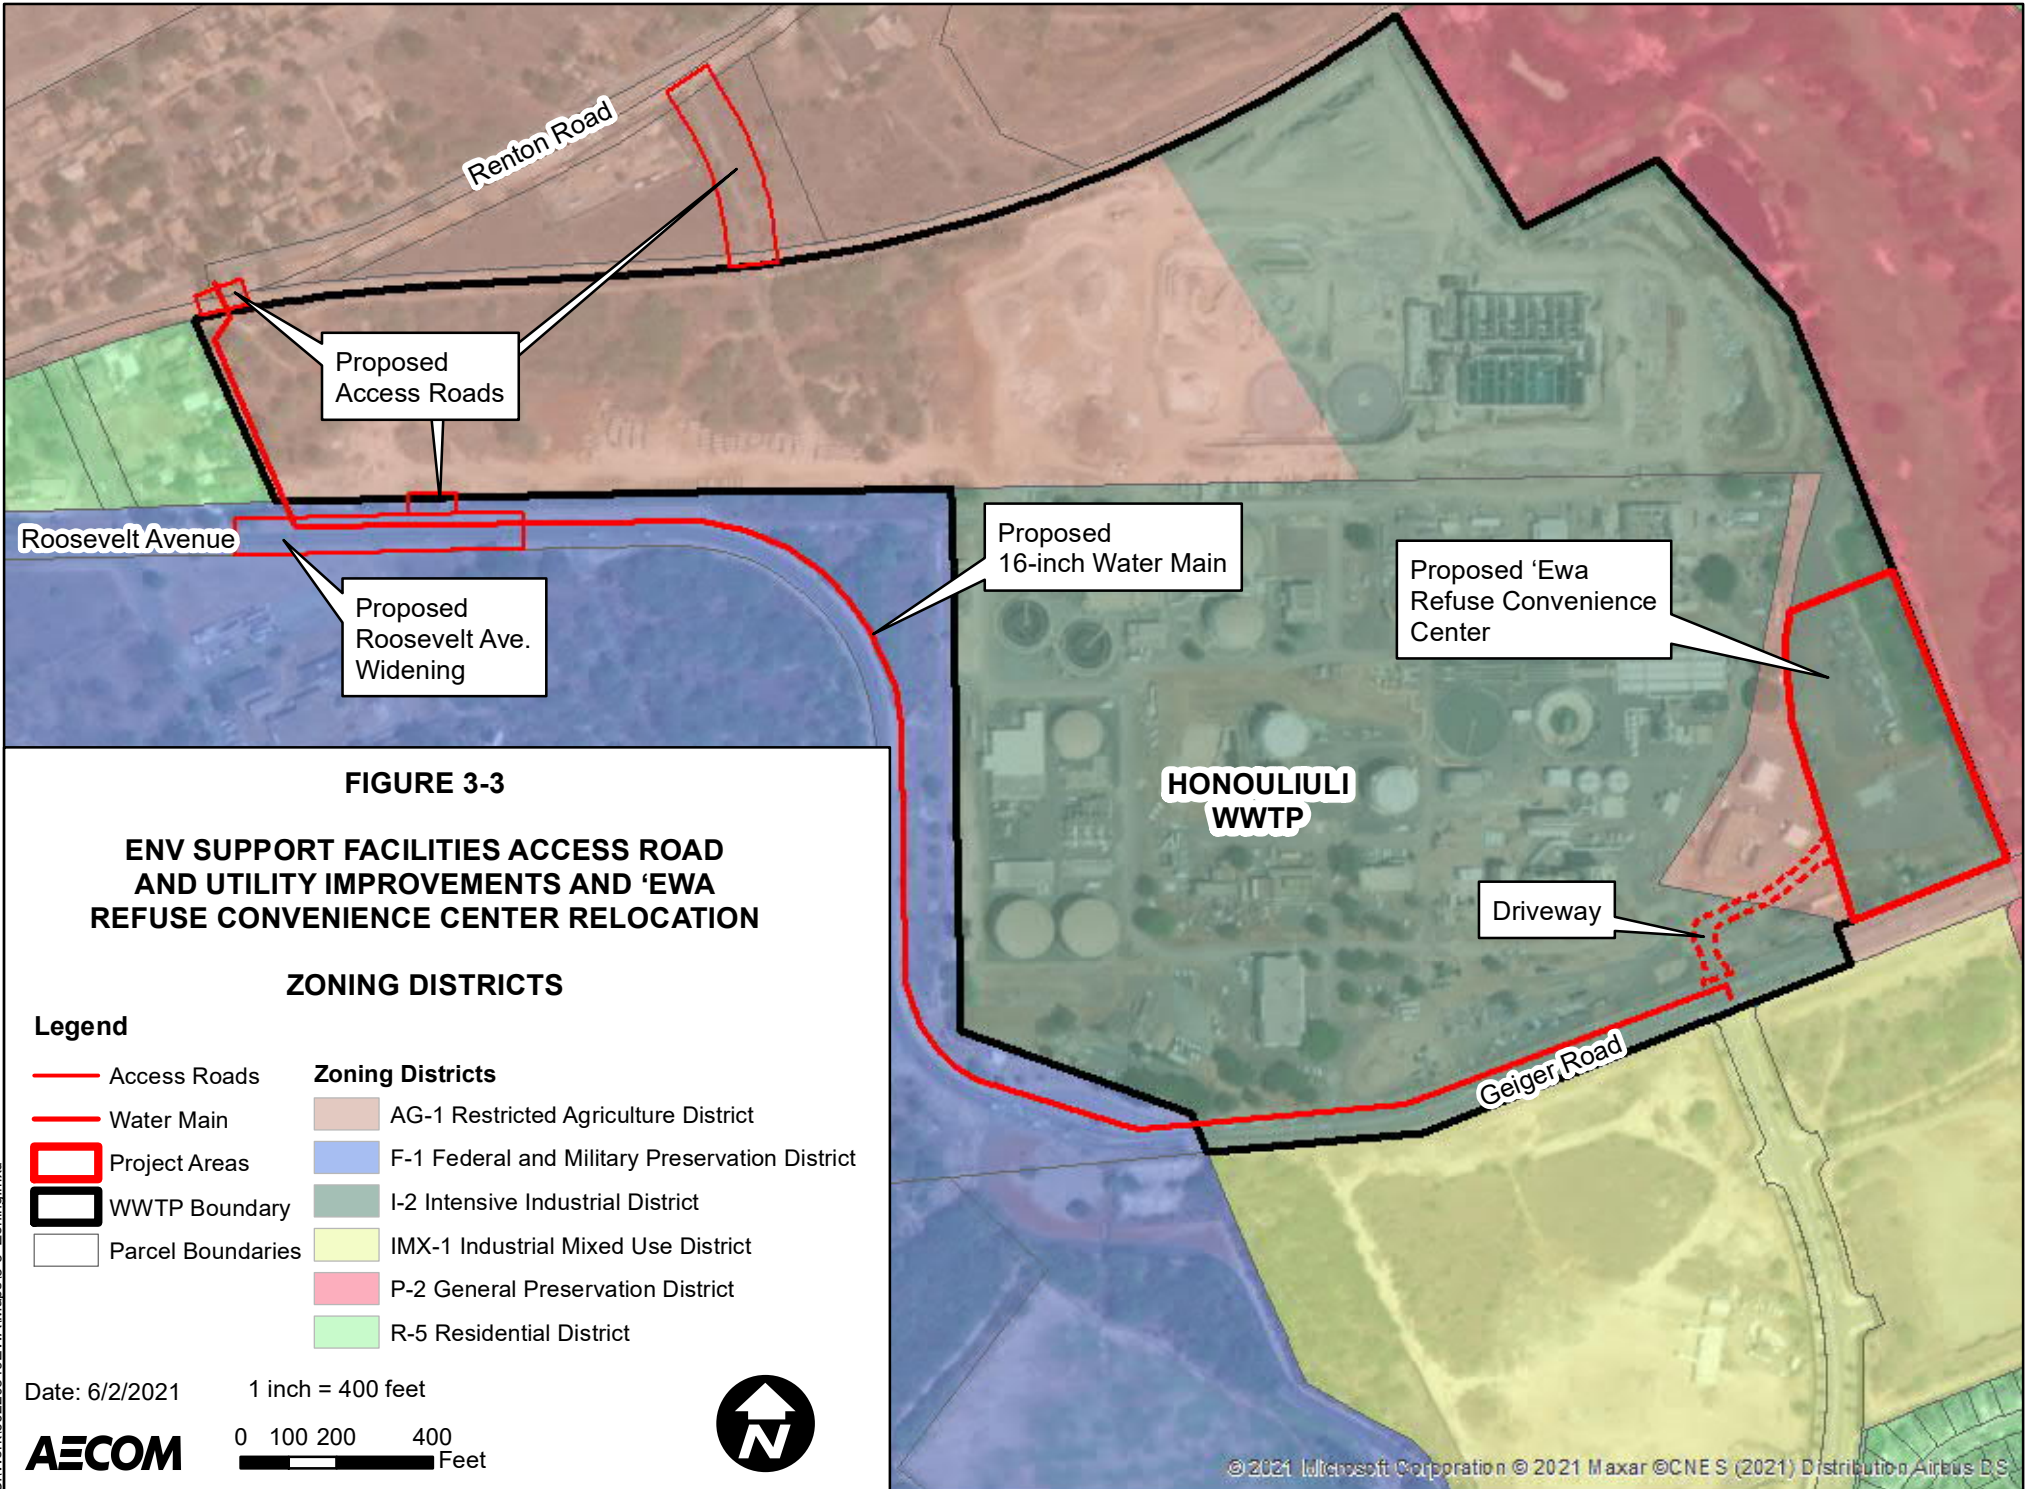 Renton Road
Proposed
Access Roads
Roosevelt Avenue
Proposed
16-inch Water Main
Proposed ‘Ewa
Refuse Convenience
Center
Proposed
Roosevelt Ave.
Widening
HONOULIULI
WWTP
Driveway
Geiger Road
FIGURE 3-3
ENV SUPPORT FACILITIES ACCESS ROAD
AND UTILITY IMPROVEMENTS AND ‘EWA
REFUSE CONVENIENCE CENTER RELOCATION
ZONING DISTRICTS
Legend
Access Roads
Water Main
Project Areas
WWTP Boundary
Parcel Boundaries
Zoning Districts
AG-1 Restricted Agriculture District
F-1 Federal and Military Preservation District
I-2 Intensive Industrial District
IMX-1 Industrial Mixed Use District
P-2 General Preservation District
R-5 Residential District
Date: 6/2/2021
1 inch = 400 feet
0 100 200 400
Feet
AECOM
N
© 2021 Microsoft Corporation © 2021 Maxar ©CNES (2021) Distribution Airbus DS